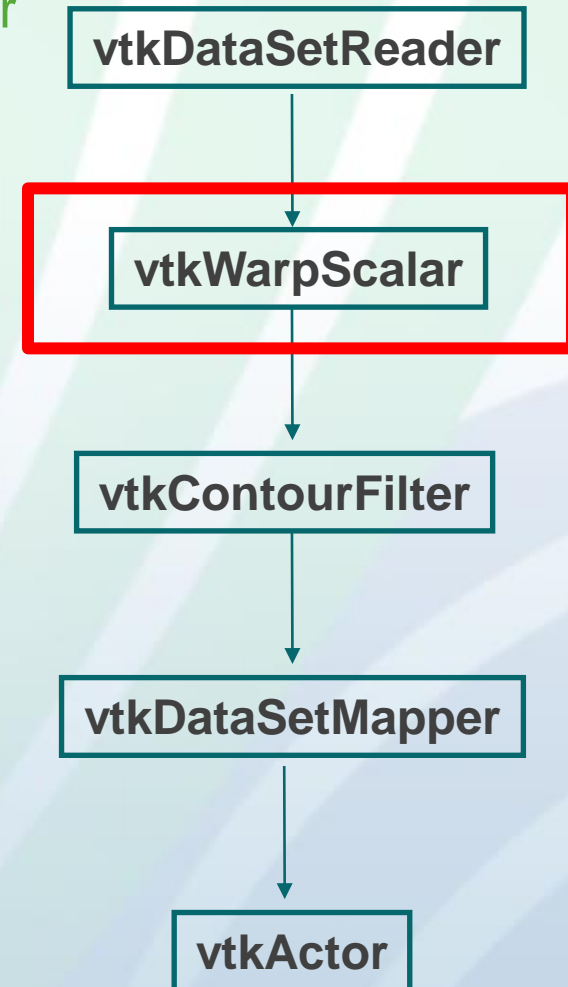 r
vtkDataSetReader
vtkWarpScalar
vtkContourFilter
vtkDataSetMapper
vtkActor